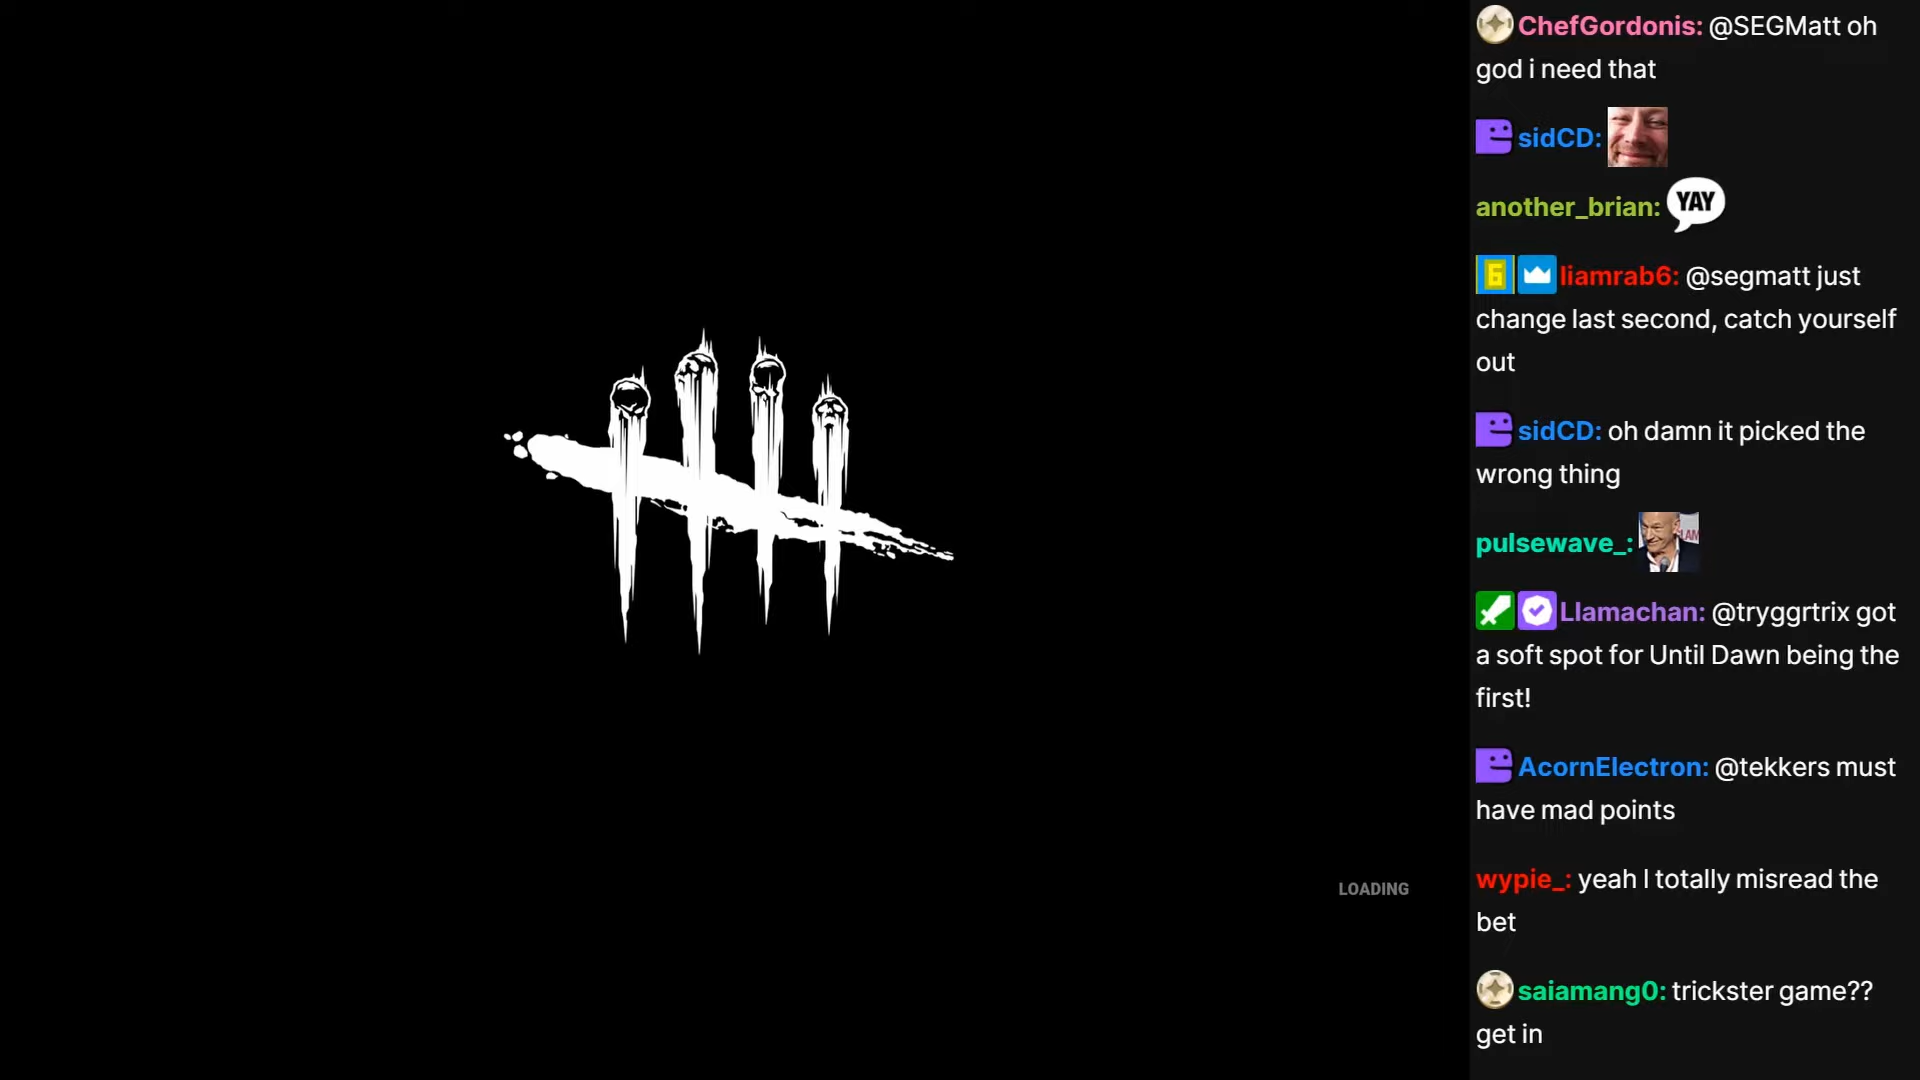 ChefGordonis: @SEGMatt oh
god i need that
sidCD:
another_brian: YAY
liamrab6: @segmatt just
change last second, catch yourself
out
sidCD: oh damn it picked the
wrong thing
pulsewave_:
Llamachan: @tryggrtrix got
a soft spot for Until Dawn being the
first!
AcornElectron: @tekkers must
have mad points
LOADING
wypie_: yeah I totally misread the
bet
saiamang0: trickster game??
get in